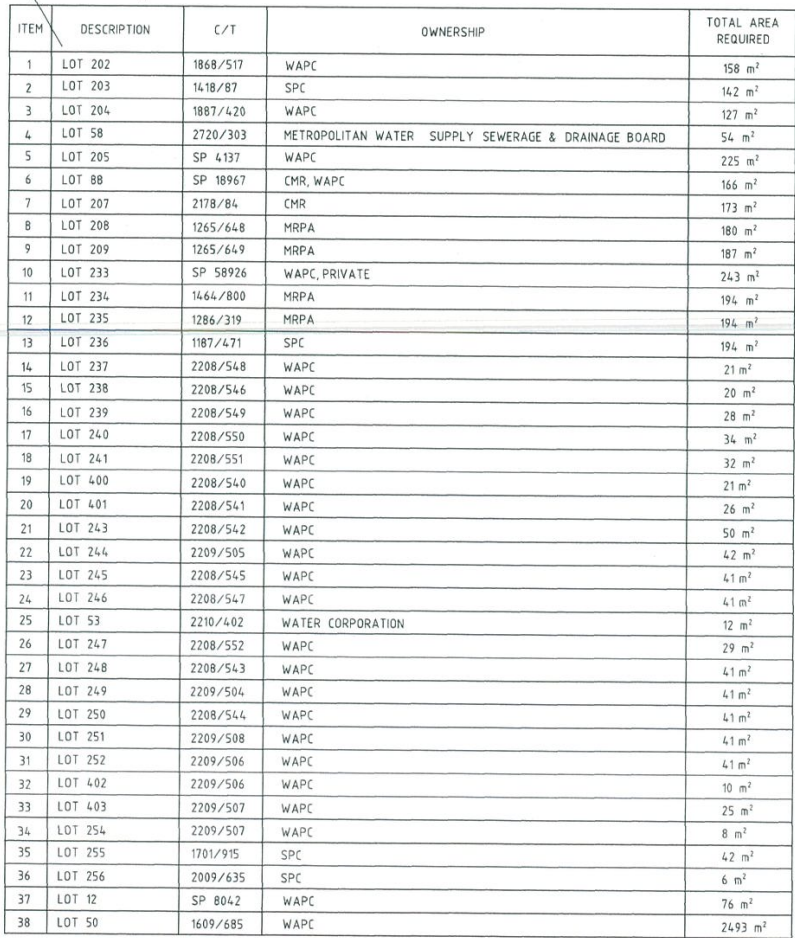 ITEM DESCRIPTION C/T OWNERSHIP TOTAL AREA REQUIRED
1 LOT 202 1868/517 WAPC 158 m²
2 LOT 203 1418/87 SPC 142 m²
3 LOT 204 1887/420 WAPC 127 m²
4 LOT 58 2720/303 METROPOLITAN WATER SUPPLY SEWERAGE & DRAINAGE BOARD 54 m²
5 LOT 205 SP 4137 WAPC 225 m²
6 LOT 88 SP 18967 CMR, WAPC 166 m²
7 LOT 207 2178/84 CMR 173 m²
8 LOT 208 1265/648 MRPA 180 m²
9 LOT 209 1265/649 MRPA 187 m²
10 LOT 233 SP 58926 WAPC, PRIVATE 243 m²
11 LOT 234 1464/800 MRPA 194 m²
12 LOT 235 1286/319 MRPA 194 m²
13 LOT 236 1187/471 SPC 194 m²
14 LOT 237 2208/548 WAPC 21 m²
15 LOT 238 2208/546 WAPC 20 m²
16 LOT 239 2208/549 WAPC 28 m²
17 LOT 240 2208/550 WAPC 34 m²
18 LOT 241 2208/551 WAPC 32 m²
19 LOT 400 2208/540 WAPC 21 m²
20 LOT 401 2208/541 WAPC 26 m²
21 LOT 243 2208/542 WAPC 50 m²
22 LOT 244 2209/505 WAPC 42 m²
23 LOT 245 2208/545 WAPC 41 m²
24 LOT 246 2208/547 WAPC 41 m²
25 LOT 53 2210/402 WATER CORPORATION 12 m²
26 LOT 247 2208/552 WAPC 29 m²
27 LOT 248 2208/543 WAPC 41 m²
28 LOT 249 2209/504 WAPC 41 m²
29 LOT 250 2208/544 WAPC 41 m²
30 LOT 251 2209/508 WAPC 41 m²
31 LOT 252 2209/506 WAPC 41 m²
32 LOT 402 2209/506 WAPC 10 m²
33 LOT 403 2209/507 WAPC 25 m²
34 LOT 254 2209/507 WAPC 8 m²
35 LOT 255 1701/915 SPC 42 m²
36 LOT 256 2009/635 SPC 6 m²
37 LOT 12 SP 8042 WAPC 76 m²
38 LOT 50 1609/685 WAPC 2493 m²